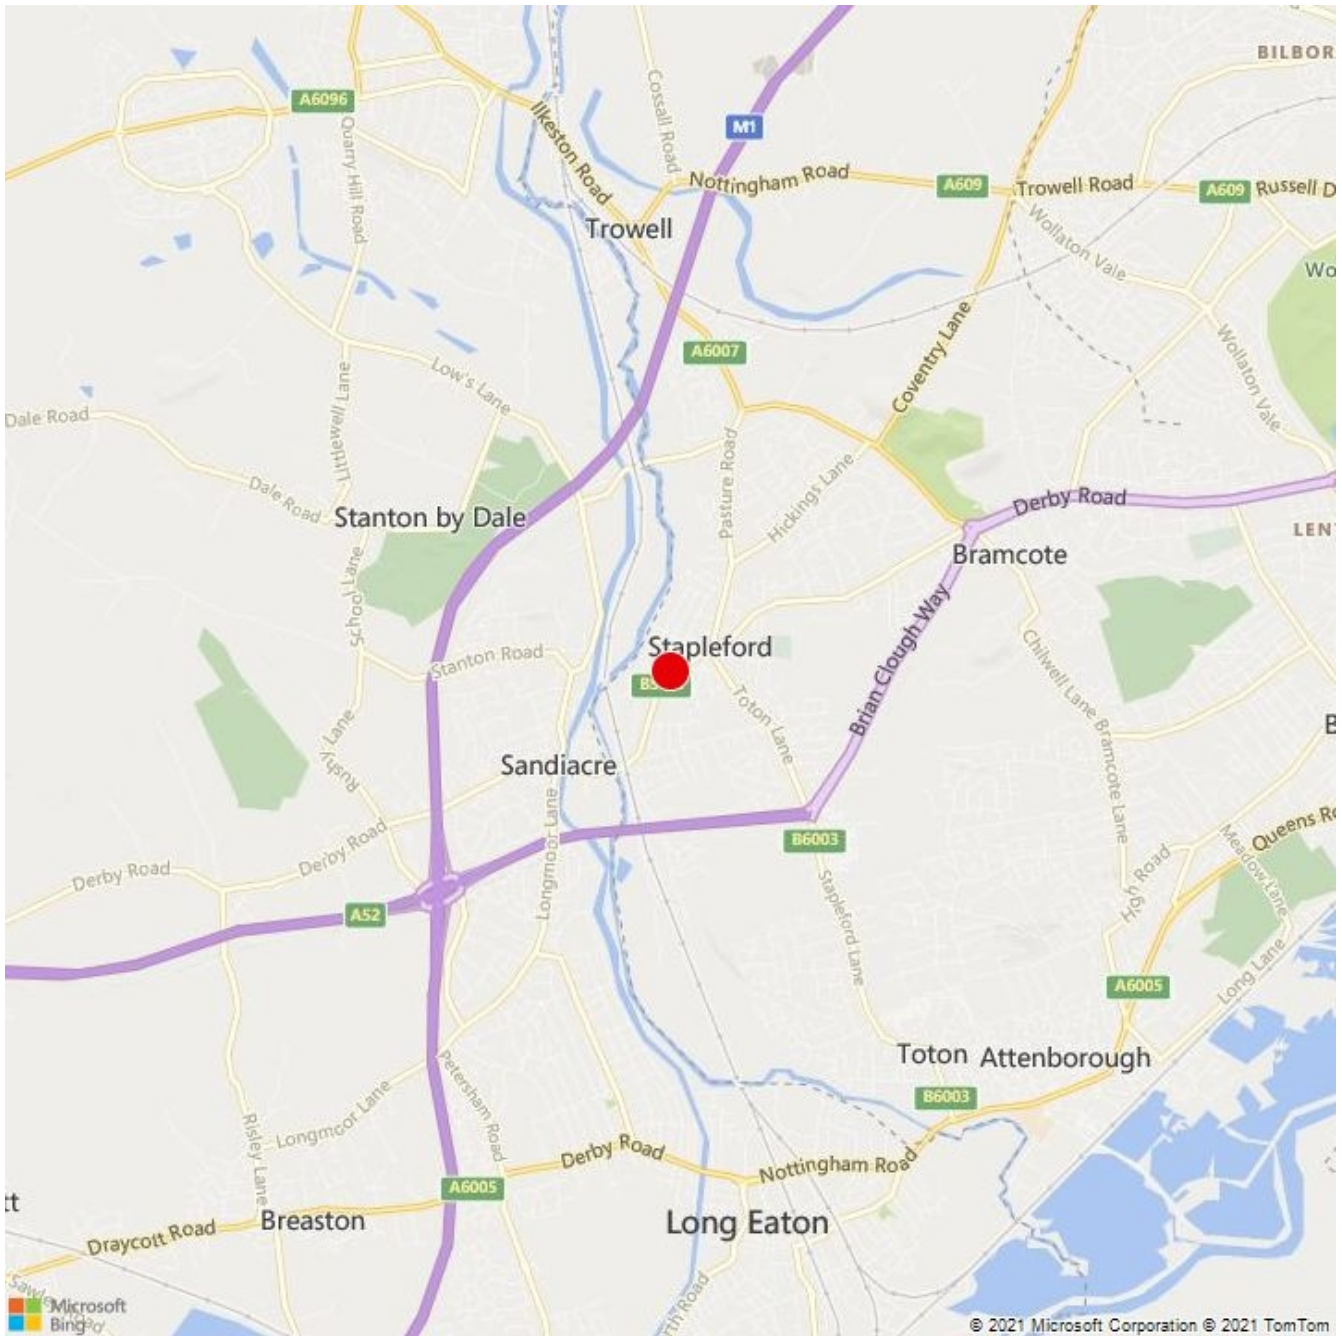 BILBOR
A6096
Cossall Road
Ilkeston Road
M1
Quarry Hill Road
Nottingham Road
A609
Trowell Road
A609
Russell D
Trowell
Wollaton Vale
Wo
A6007
Coventry Lane
Low's Lane
Littlewell Lane
Wollaton Vale
Dale Road
Pasture Road
Hickings Lane
Dale Road
Derby Road
Stanton by Dale
LEN
Bramcote
School Lane
Brian Clough Way
Stapleford
Stanton Road
Chilwell Lane
Toton Lane
Bramcote Lane
B
Rushy Lane
Sandiacre
Longmoor Lane
Derby Road
B6003
Queens Ro
Meadow Lane
Derby Road
High Road
Stapleford Lane
A52
Long Lane
A6005
Toton
Attenborough
B6003
Petersham Road
Longmoor Lane
Risley Lane
Derby Road
Nottingham Road
A6005
tt
Breaston
Long Eaton
Draycott Road
rth Road
Microsoft
Bing
© 2021 Microsoft Corporation © 2021 TomTom